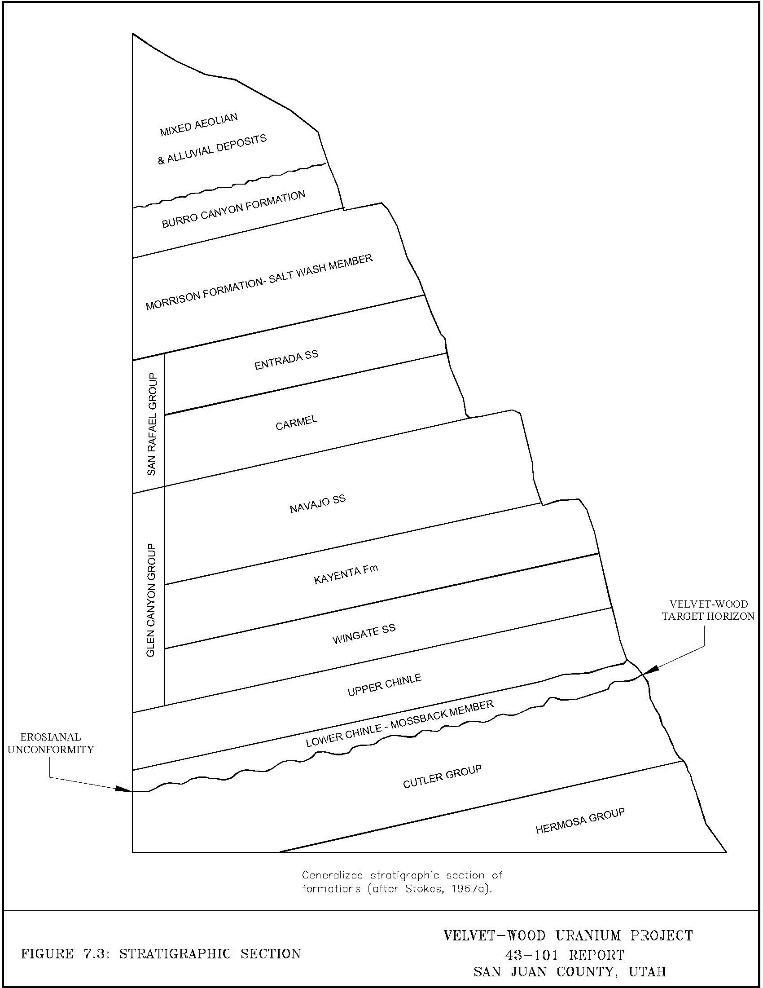 MIXED AEOLIAN
& ALLUVIAL DEPOSITS
BURRO CANYON FORMATION
MORRISON FORMATION- SALT WASH MEMBER
SAN RAFAEL GROUP
ENTRADA SS
CARMEL
GLEN CANYON GROUP
NAVAJO SS
KAYENTA Fm
WINGATE SS
UPPER CHINLE
VELVET-WOOD
TARGET HORIZON
LOWER CHINLE - MOSSBACK MEMBER
EROSIANAL
UNCONFORMITY
CUTLER GROUP
HERMOSA GROUP
Generalized stratigraphic section of
formations (after Stokes, 1967a).
FIGURE 7.3: STRATIGRAPHIC SECTION
VELVET-WOOD URANIUM PROJECT
43-101 REPORT
SAN JUAN COUNTY, UTAH